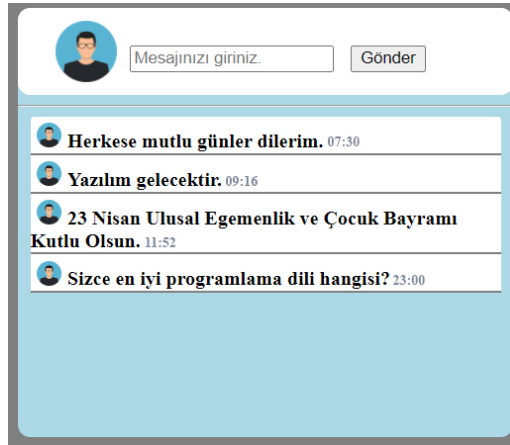 Mesajınızı giriniz.
Gönder
Herkese mutlu günler dilerim. 07:30
Yazılım gelecektir. 09:16
23 Nisan Ulusal Egemenlik ve Çocuk Bayramı
Kutlu Olsun. 11:52
Sizce en iyi programlama dili hangisi? 23:00